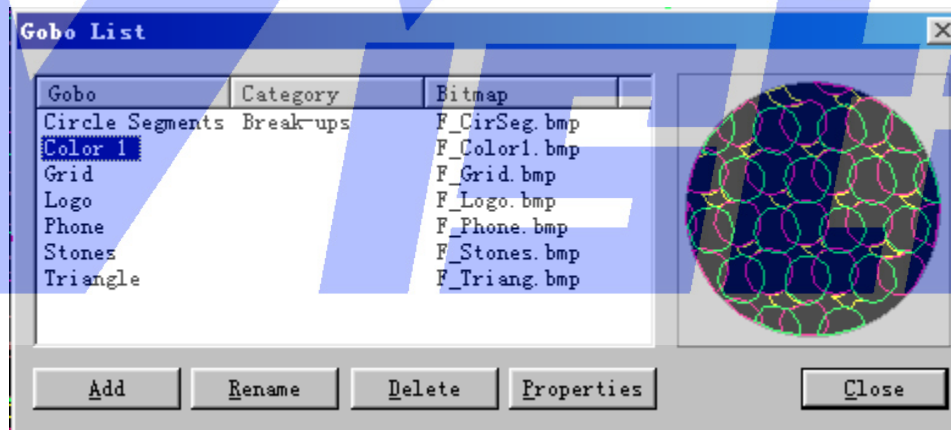 Gobo List
Gobo Category Bitmap
Circle Segments Break-ups F_CirSeg.bmp
Color 1 F_Color1.bmp
Grid F_Grid.bmp
Logo F_Logo.bmp
Phone F_Phone.bmp
Stones F_Stones.bmp
Triangle F_Triang.bmp
Add Rename Delete Properties Close